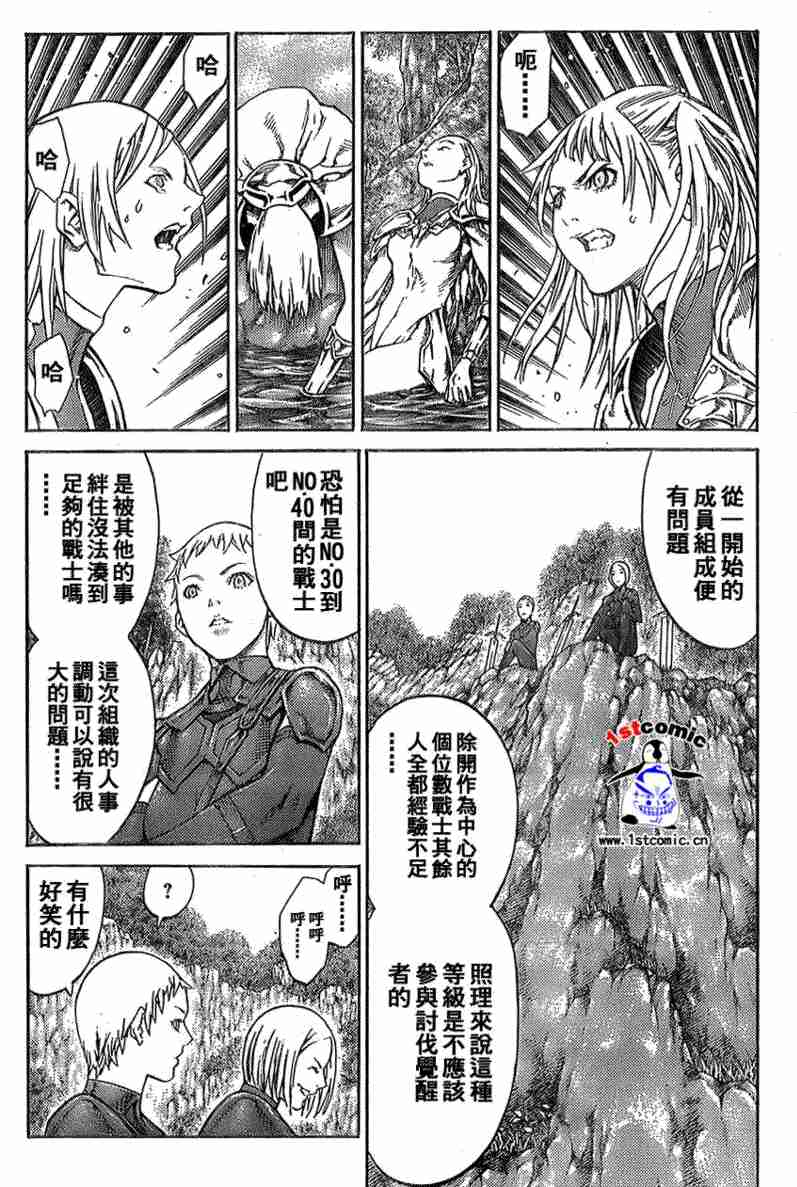 呃……
哈
哈
哈
從一開始的
成員組成便
有問題
除開作為中心的
個位數戰士其餘
人全都經驗不足
……
照理來說這種
等級是不應該
參與討伐覺醒
者的
恐怕是NO.30到
NO.40間的戰士
吧
是被其他的事
絆住沒法湊到
足夠的戰士嗎
……
這次組織的人事
調動可以說有很
大的問題……
呼……
呼呼
……
?
有什麼
好笑的
1stcomic
www.1stcomic.cn